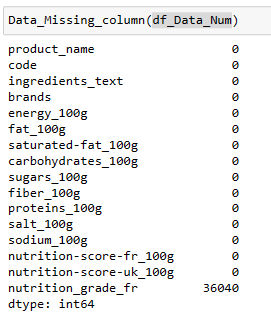 Data_Missing_column(df_Data_Num)
product_name 0
code 0
ingredients_text 0
brands 0
energy_100g 0
fat_100g 0
saturated-fat_100g 0
carbohydrates_100g 0
sugars_100g 0
fiber_100g 0
proteins_100g 0
salt_100g 0
sodium_100g 0
nutrition-score-fr_100g 0
nutrition-score-uk_100g 0
nutrition_grade_fr 36040
dtype: int64